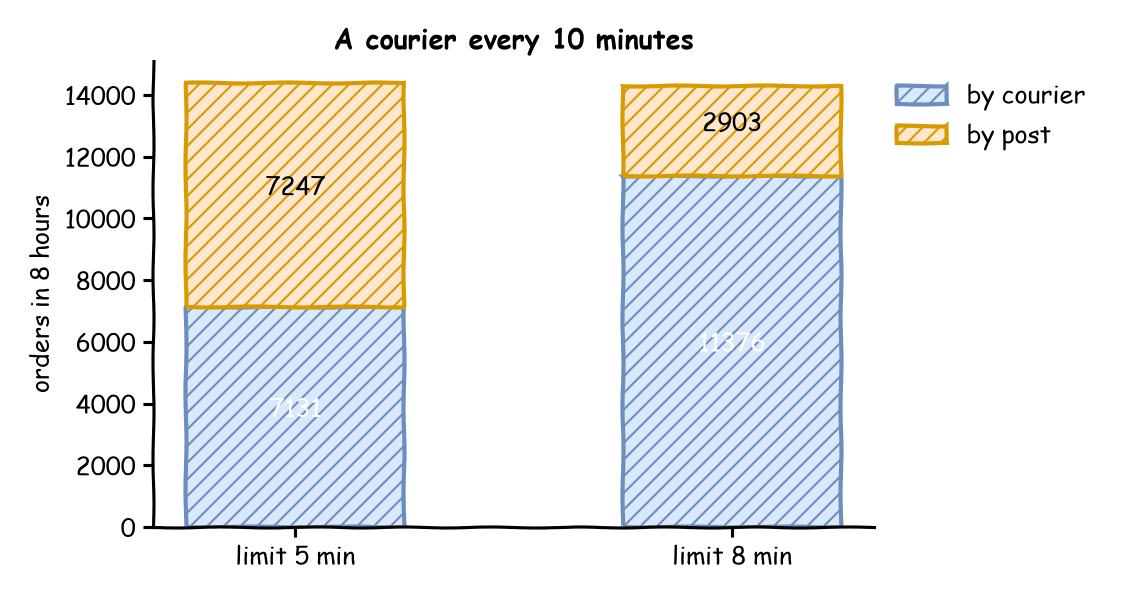 A courier every 10 minutes
orders in 8 hours
14000
12000
10000
8000
6000
4000
2000
0
7247
7131
2903
11376
limit 5 min
limit 8 min
by courier
by post